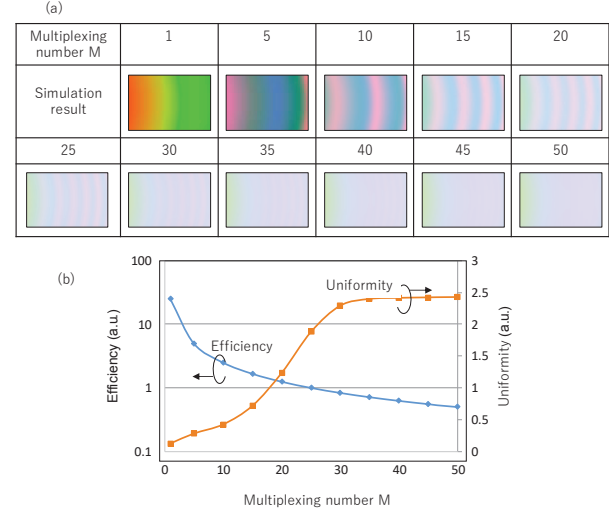 (a)
Multiplexing number M 1 5 10 15 20
Simulation result
25 30 35 40 45 50
(b)
Efficiency (a.u.)
100
10
1
0.1
Efficiency
Uniformity
3
2.5
2
1.5
1
0.5
0
Uniformity (a.u.)
0 10 20 30 40 50
Multiplexing number M